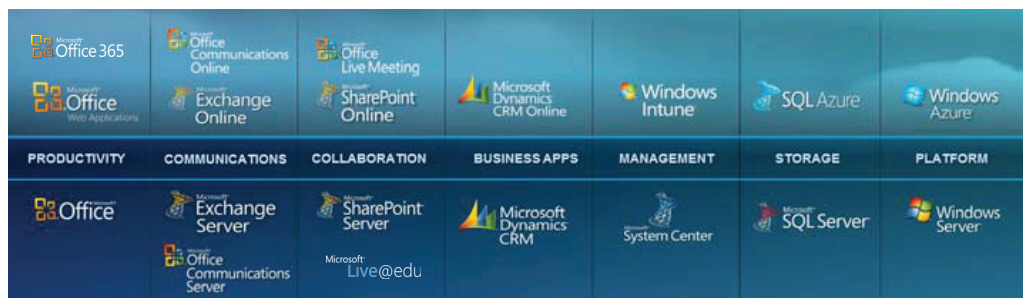 Microsoft®
Office 365
Microsoft®
Office
Web Applications
Microsoft®
Office
Communications
Online
Microsoft®
Exchange
Online
Microsoft®
Office
Live Meeting
Microsoft®
SharePoint
Online
Microsoft
Dynamics
CRM Online
Windows
Intune
Microsoft®
SQL Azure
Windows
Azure
PRODUCTIVITY COMMUNICATIONS COLLABORATION BUSINESS APPS MANAGEMENT STORAGE PLATFORM
Microsoft®
Office
Microsoft®
Exchange
Server
Microsoft®
Office
Communications
Server
Microsoft®
SharePoint
Server
Microsoft®
Live@edu
Microsoft
Dynamics
CRM
Microsoft®
System Center
Microsoft®
SQL Server
Windows
Server